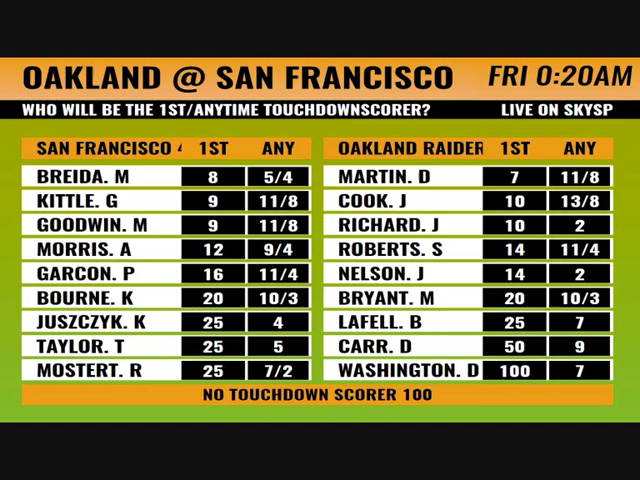 OAKLAND @ SAN FRANCISCO FRI 0:20AM
WHO WILL BE THE 1ST/ANYTIME TOUCHDOWNSCORER? LIVE ON SKYSP
SAN FRANCISCO 4 1ST ANY OAKLAND RAIDER 1ST ANY
BREIDA. M 8 5/4 MARTIN. D 7 11/8
KITTLE. G 9 11/8 COOK. J 10 13/8
GOODWIN. M 9 11/8 RICHARD. J 10 2
MORRIS. A 12 9/4 ROBERTS. S 14 11/4
GARCON. P 16 11/4 NELSON. J 14 2
BOURNE. K 20 10/3 BRYANT. M 20 10/3
JUSZCZYK. K 25 4 LAFELL. B 25 7
TAYLOR. T 25 5 CARR. D 50 9
MOSTERT. R 25 7/2 WASHINGTON. D 100 7
NO TOUCHDOWN SCORER 100